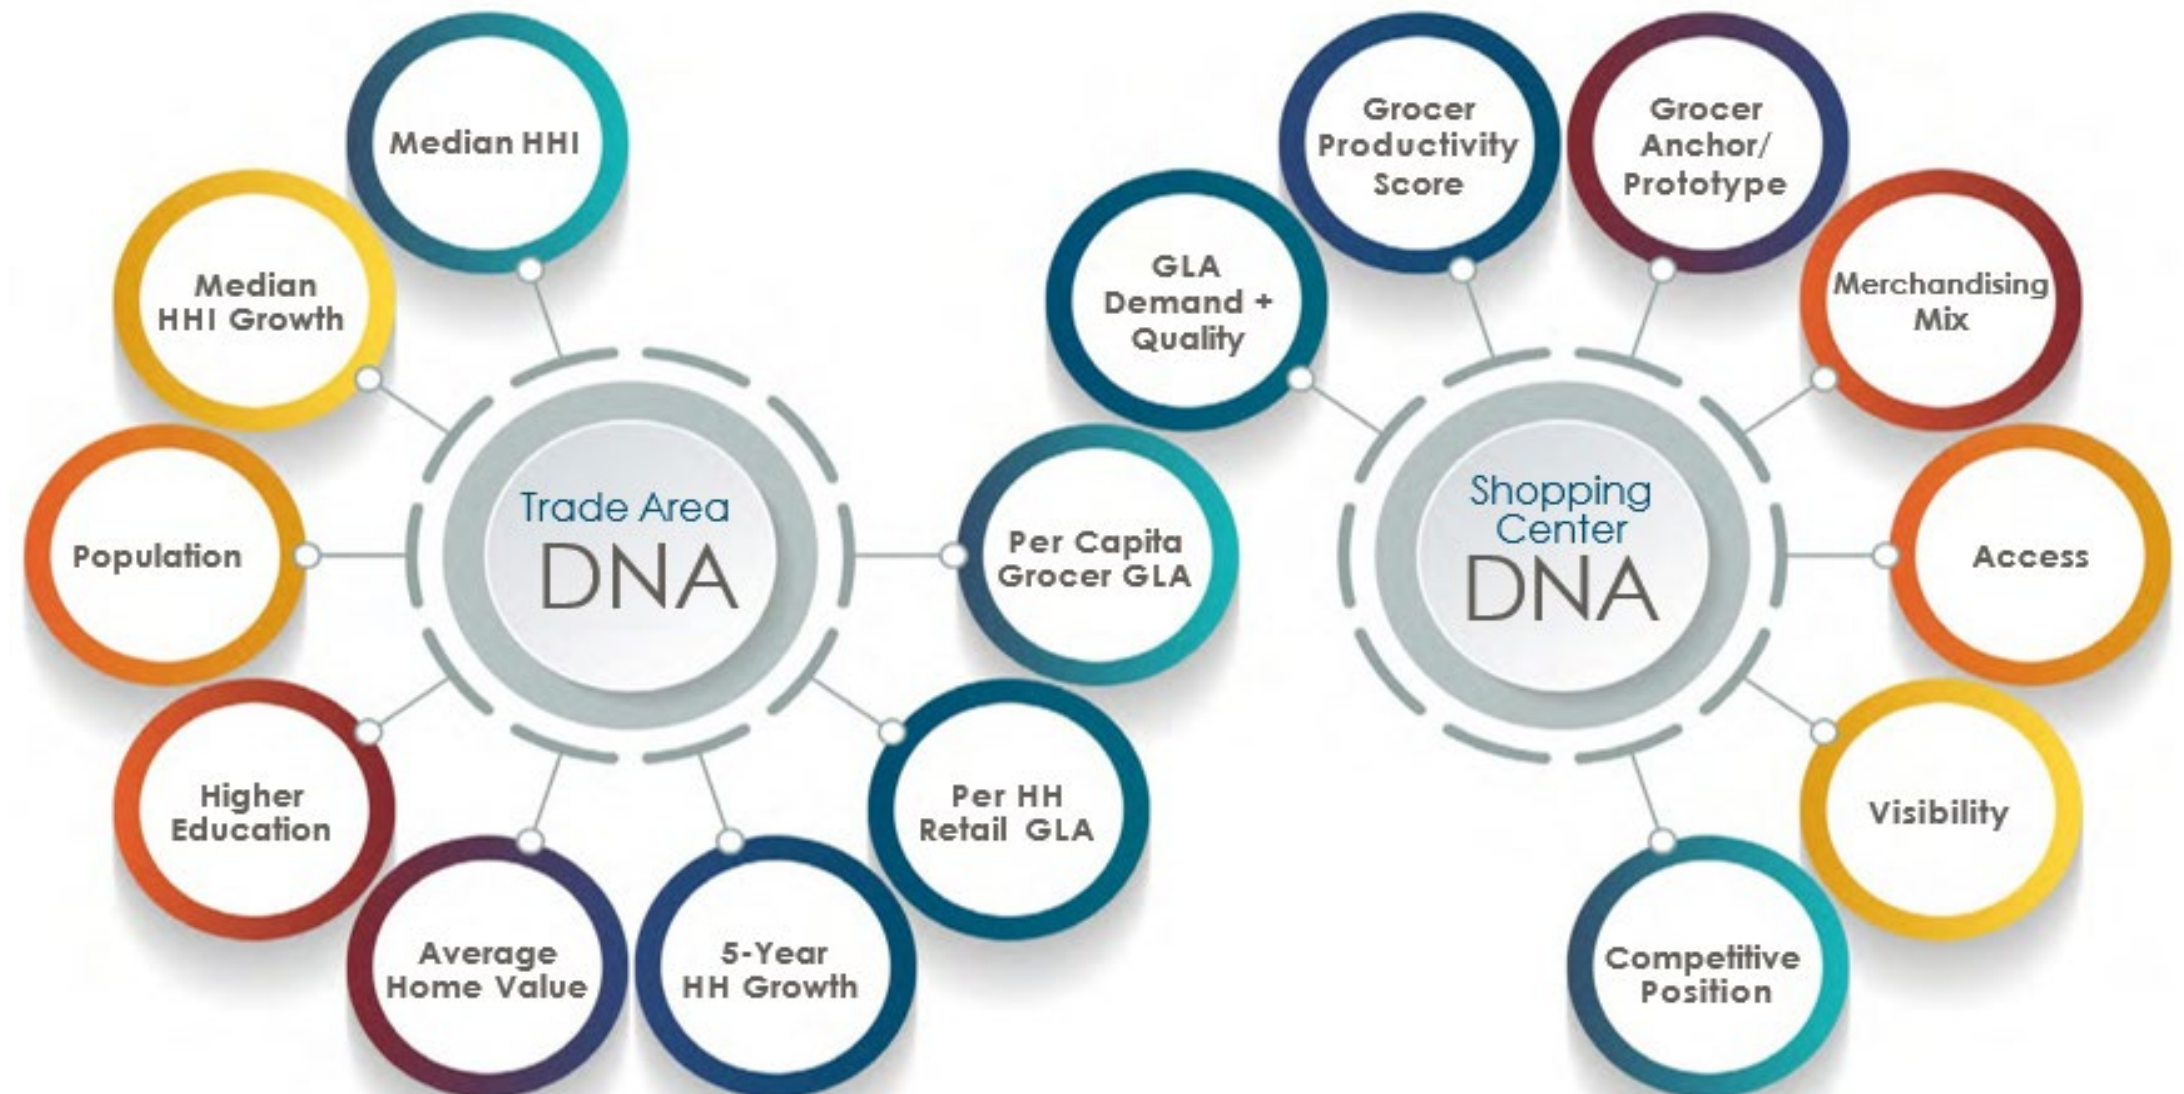 Median HHI
Median
HHI Growth
Population
Higher
Education
Average
Home Value
5-Year
HH Growth
Per HH
Retail GLA
Per Capita
Grocer GLA
Trade Area
DNA
GLA
Demand +
Quality
Grocer
Productivity
Score
Grocer
Anchor/
Prototype
Merchandising
Mix
Access
Visibility
Competitive
Position
Shopping
Center
DNA